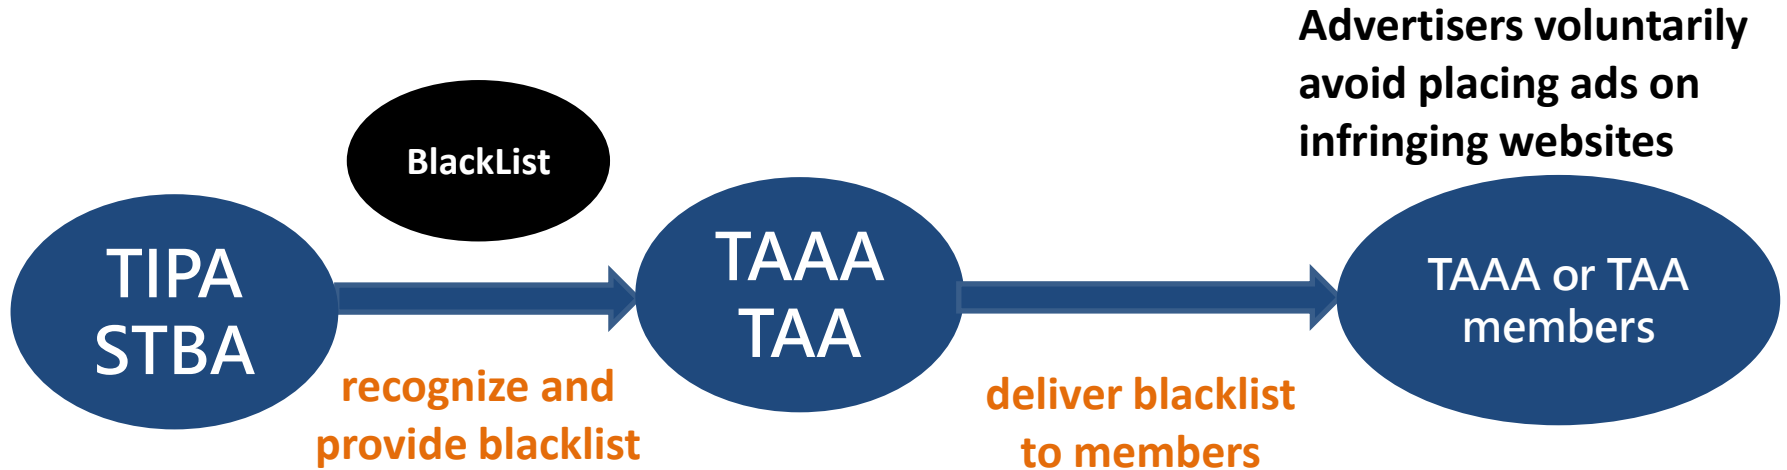 Advertisers voluntarily
avoid placing ads on
infringing websites
BlackList
TIPA
STBA
TAAA
TAA
TAAA or TAA
members
recognize and
provide blacklist
deliver blacklist
to members